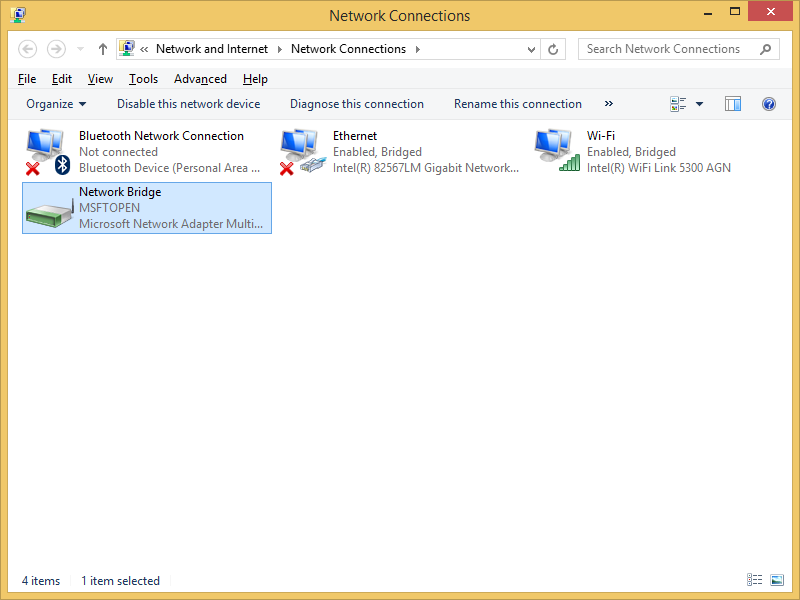 Network Connections
« Network and Internet Network Connections
Search Network Connections
File Edit View Tools Advanced Help
Organize Disable this network device Diagnose this connection Rename this connection »
Bluetooth Network Connection
Not connected
Bluetooth Device (Personal Area ...
Ethernet
Enabled, Bridged
Intel(R) 82567LM Gigabit Network...
Wi-Fi
Enabled, Bridged
Intel(R) WiFi Link 5300 AGN
Network Bridge
MSFTOPEN
Microsoft Network Adapter Multi...
4 items 1 item selected